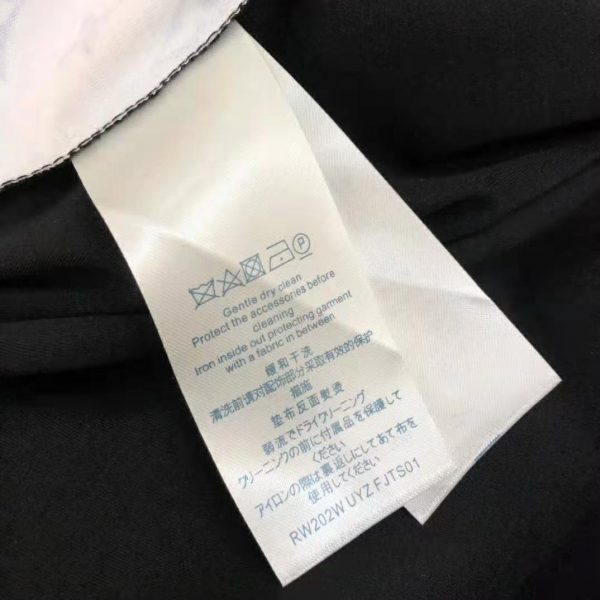 P
Gentle dry clean
Protect the accessories before
cleaning
Iron inside out protecting garment
with a fabric in between
缓和干洗
清洗前请对配饰部分采取有效的保护
措施
垫布反面製烫
弱流でドライクリーニング
クリーニングの前に付属品を保護して
ください
アイロンの際は裏返しにしてあて布を
使用してください
RW202W UYZ FJTS01